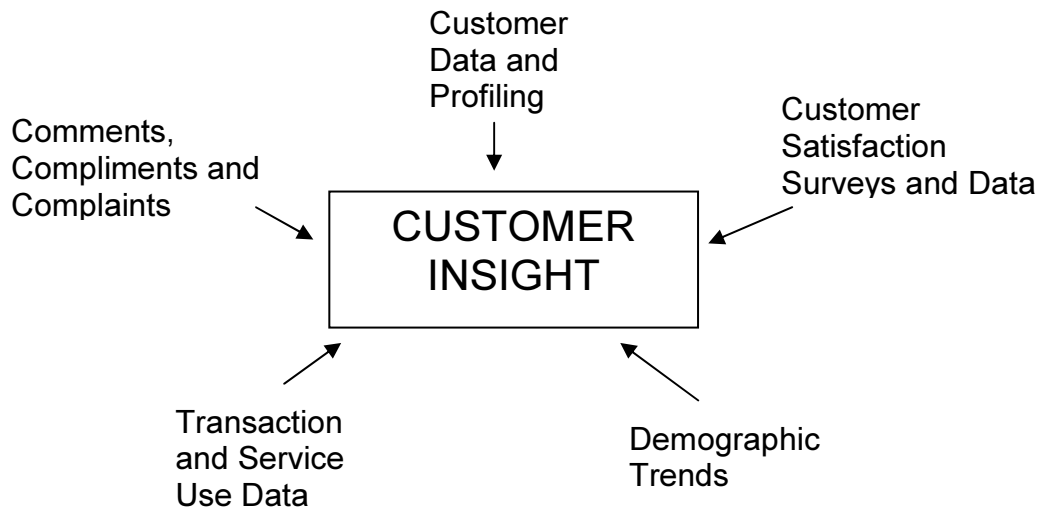 Customer
Data and
Profiling
Comments,
Compliments and
Complaints
Customer
Satisfaction
Surveys and Data
CUSTOMER
INSIGHT
Transaction
and Service
Use Data
Demographic
Trends